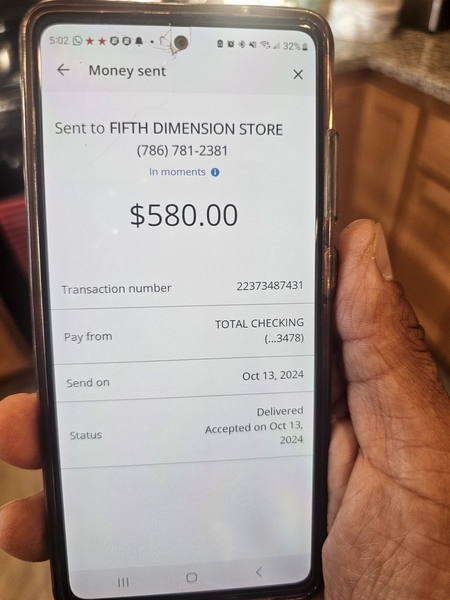 5:02
32%
Money sent
Sent to FIFTH DIMENSION STORE
(786) 781-2381
In moments
$580.00
Transaction number 22373487431
Pay from TOTAL CHECKING
(...3478)
Send on Oct 13, 2024
Status Delivered
Accepted on Oct 13,
2024